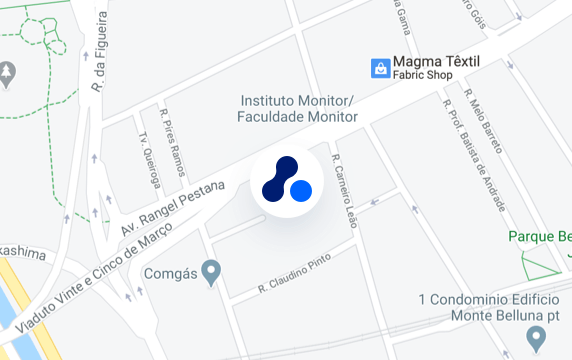 R. da Figueira
a Gama
ro Góis
Magma Têxtil
Fabric Shop
Instituto Monitor/
Faculdade Monitor
R. Melo Barreto
R. Prof. Batista de Andrade
R. Pires Ramos
Tv. Queiroga
R. Carneiro Leão
Av. Rangel Pestana
Viaduto Vinte e Cinco de Março
kashima
Comgás
R. Claudino Pinto
Parque Be
J
1 Condominio Edificio
Monte Belluna pt